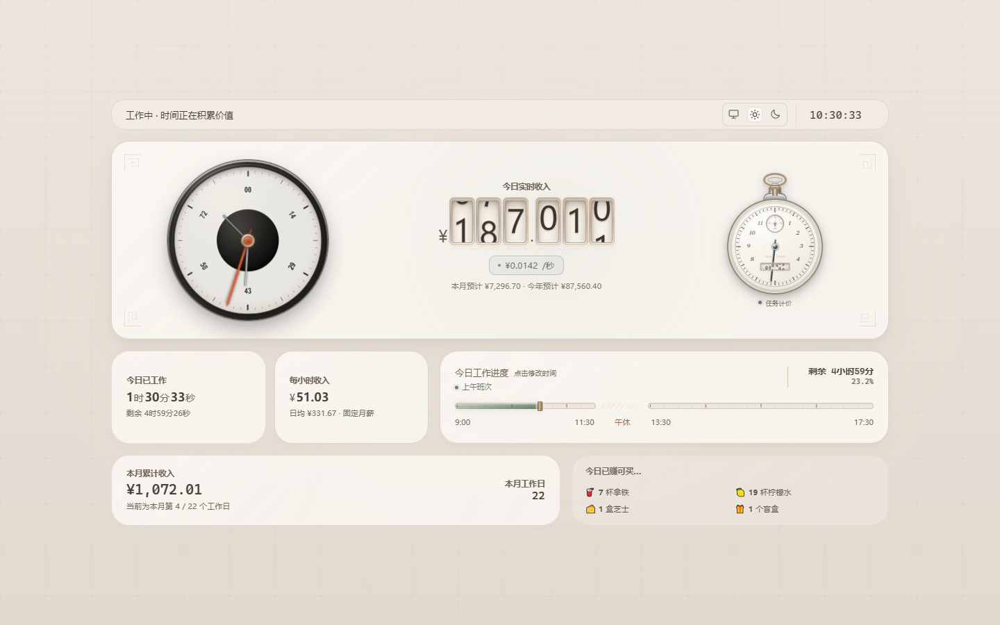 工作中 · 时间正在积累价值
10:30:33
00
14
29
43
58
72
今日实时收入
¥187.010
¥0.0142 /秒
本月预计 ¥7,296.70 · 今年预计 ¥87,560.40
11
1
10
2
9
3
8
4
任务计价
今日已工作
1时30分33秒
剩余 4时59分26秒
每小时收入
¥51.03
日均 ¥331.67 · 固定月薪
今日工作进度 点击修改时间
上午班次
剩余 4小时59分
23.2%
9:00
11:30
午休
13:30
17:30
本月累计收入
¥1,072.01
当前为本月第 4 / 22 个工作日
本月工作日
22
今日已赚可买...
7 杯拿铁
19 杯柠檬水
1 盒芝士
1 个盲盒